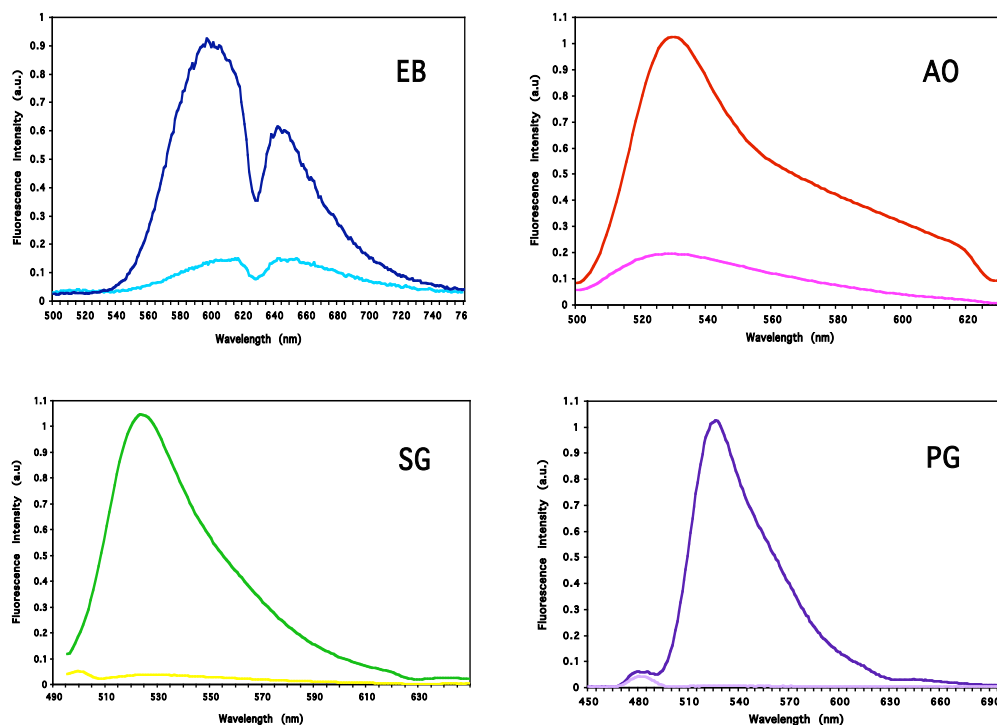 EB
Fluorescence Intensity (a.u.)
1
0.9
0.8
0.7
0.6
0.5
0.4
0.3
0.2
0.1
0
500 520 540 560 580 600 620 640 660 680 700 720 740 76
Wavelength (nm)
AO
Fluorescence Intensity (a.u)
1.1
1
0.9
0.8
0.7
0.6
0.5
0.4
0.3
0.2
0.1
0
500 520 540 560 580 600 620
Wavelength (nm)
SG
Fluorescence Intensity (a.u)
1.1
1
0.9
0.8
0.7
0.6
0.5
0.4
0.3
0.2
0.1
0
490 510 530 550 570 590 610 630
Wavelength (nm)
PG
Fluorescence Intensity (a.u.)
1.1
1
0.9
0.8
0.7
0.6
0.5
0.4
0.3
0.2
0.1
0
450 480 510 540 570 600 630 660 690
Wavelength (nm)